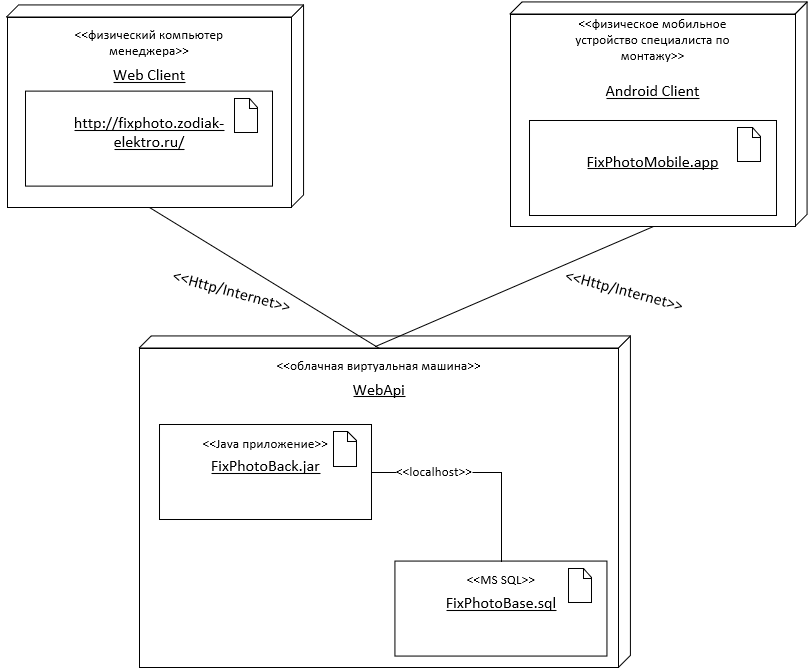 <<физический компьютер
менеджера>>
Web Client
http://fixphoto.zodiak-
elektro.ru/
<<физическое мобильное
устройство специалиста по
монтажу>>
Android Client
FixPhotoMobile.app
<<Http/Internet>>
<<Http/Internet>>
<<облачная виртуальная машина>>
WebApi
<<Java приложение>>
FixPhotoBack.jar
<<localhost>>
<<MS SQL>>
FixPhotoBase.sql